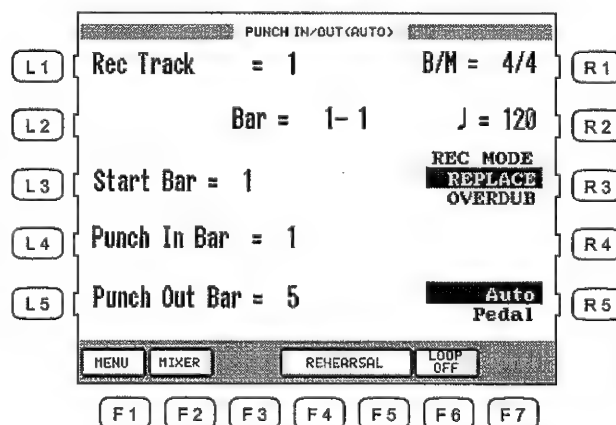 PUNCH IN/OUT(AUTO)
L1 Rec Track = 1 B/M = 4/4 R1
L2 Bar = 1- 1 ♩ = 120 R2
REC MODE
L3 Start Bar = 1 REPLACE R3
OVERDUB
L4 Punch In Bar = 1 R4
L5 Punch Out Bar = 5 Auto R5
Pedal
MENU MIXER REHEARSAL LOOP OFF
F1 F2 F3 F4 F5 F6 F7